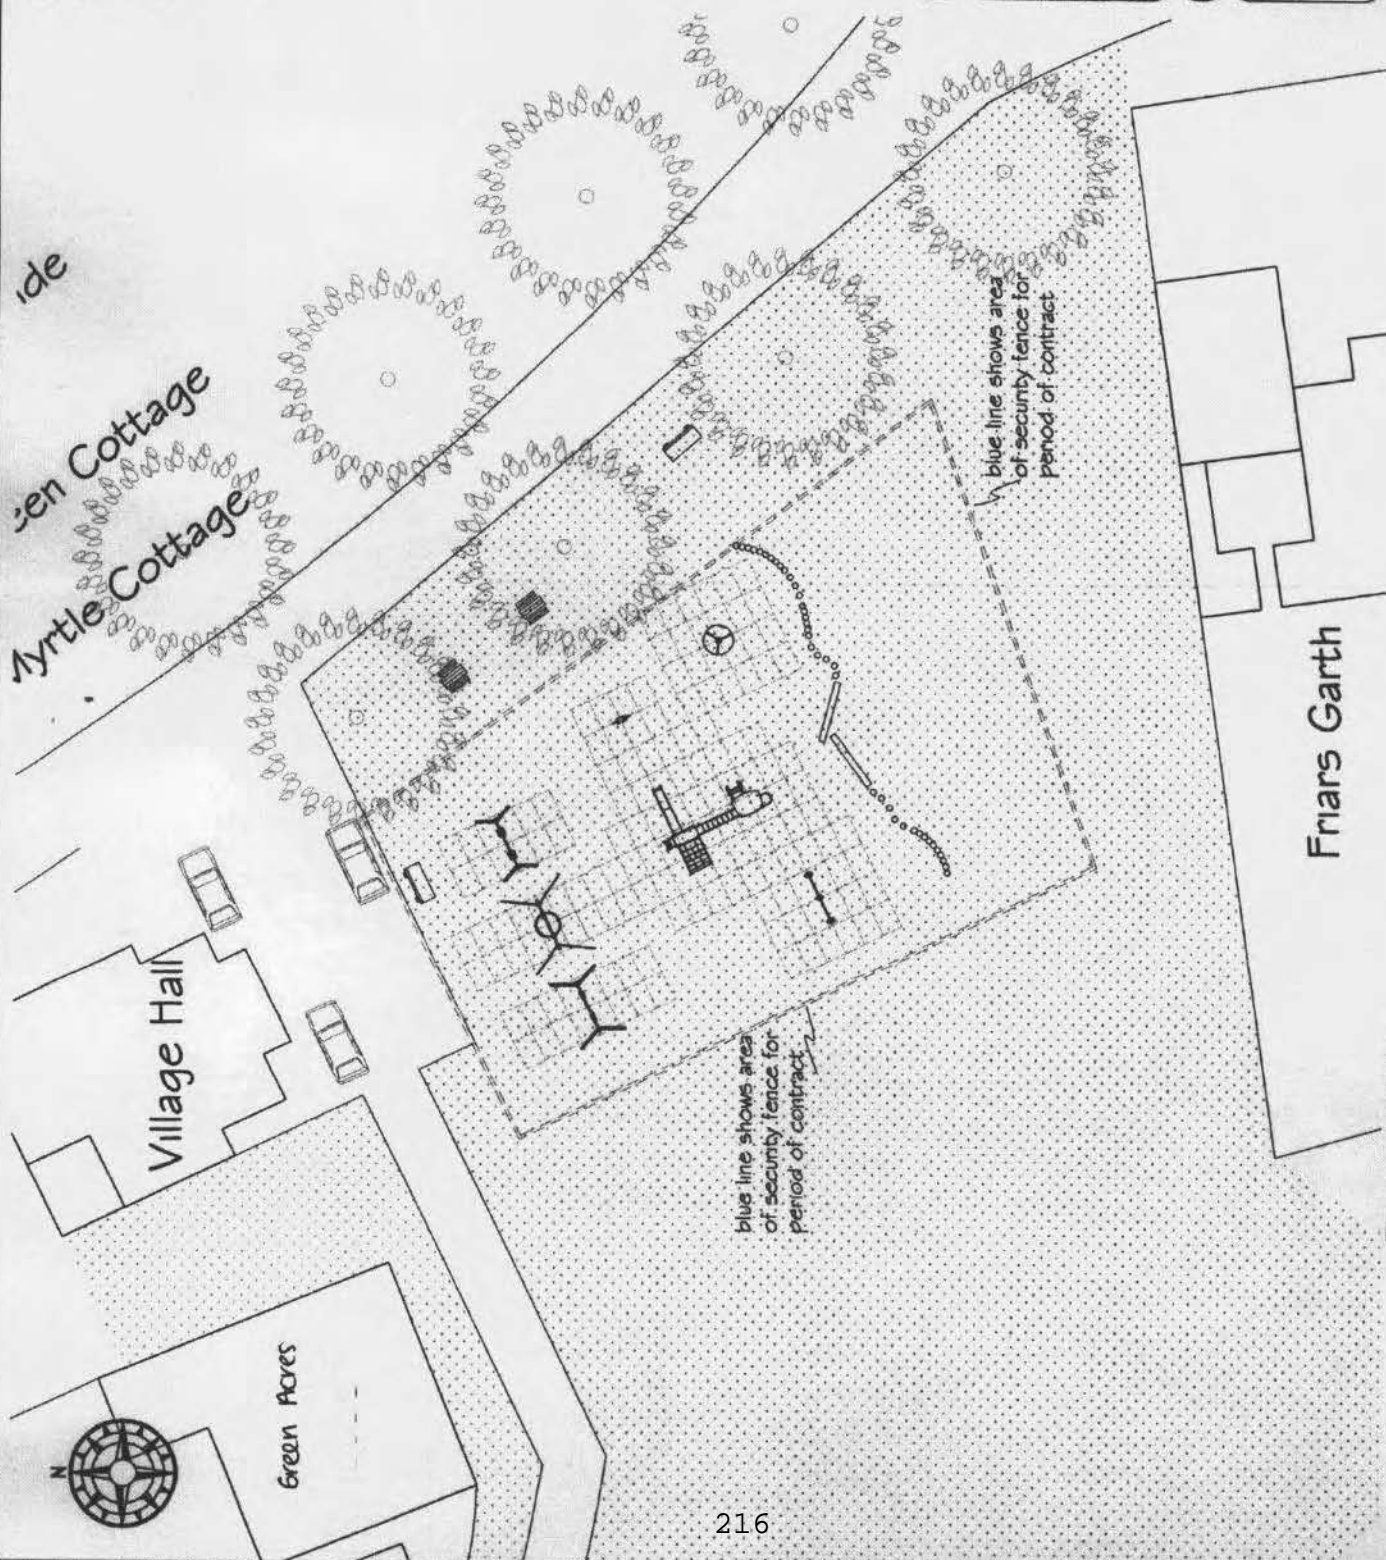 een Cottage
Myrtle Cottage
blue line shows area
of security fence for
period of contract
Friars Garth
Village Hall
blue line shows area
of security fence for
period of contract
Green Acres
N
216